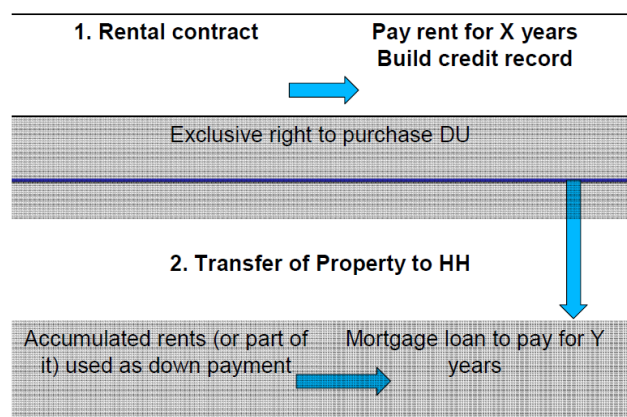 1. Rental contract
Pay rent for X years
Build credit record
Exclusive right to purchase DU
2. Transfer of Property to HH
Accumulated rents (or part of
it) used as down payment
Mortgage loan to pay for Y
years